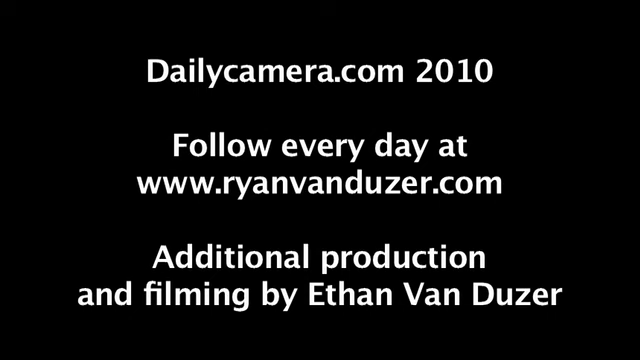 Dailycamera.com 2010
Follow every day at
www.ryanvanduzer.com
Additional production
and filming by Ethan Van Duzer